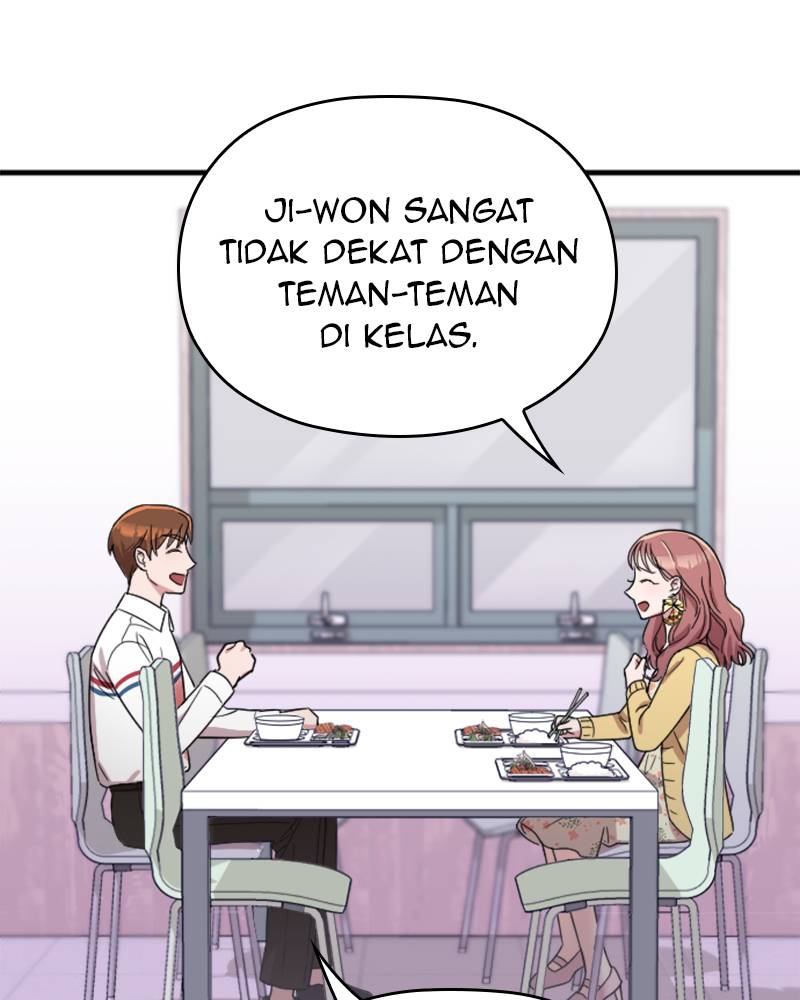 JI-WON SANGAT
TIDAK DEKAT DENGAN
TEMAN-TEMAN
DI KELAS.